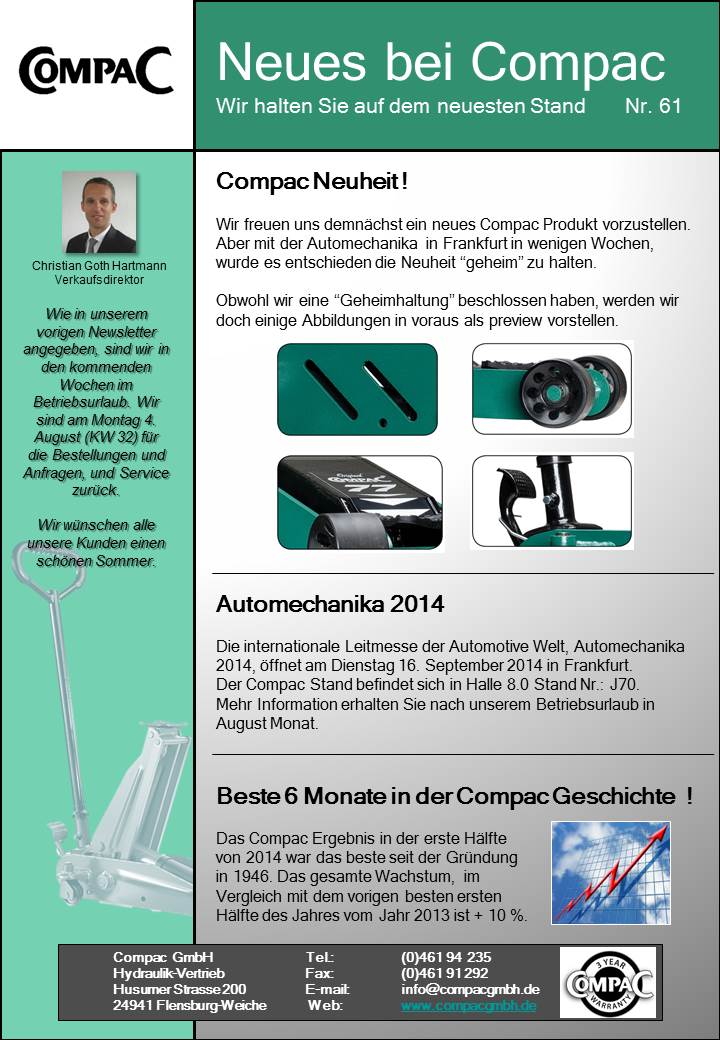 COMPAC
Neues bei Compac
Wir halten Sie auf dem neuesten Stand Nr. 61
Christian Goth Hartmann
Verkaufsdirektor
Wie in unserem
vorigen Newsletter
angegeben, sind wir in
den kommenden
Wochen im
Betriebsurlaub. Wir
sind am Montag 4.
August (KW 32) für
die Bestellungen und
Anfragen, und Service
zurück.
Wir wünschen alle
unsere Kunden einen
schönen Sommer.
Compac Neuheit !
Wir freuen uns demnächst ein neues Compac Produkt vorzustellen.
Aber mit der Automechanika in Frankfurt in wenigen Wochen,
wurde es entschieden die Neuheit “geheim” zu halten.
Obwohl wir eine “Geheimhaltung” beschlossen haben, werden wir
doch einige Abbildungen in voraus als preview vorstellen.
COMPAC
77
Automechanika 2014
Die internationale Leitmesse der Automotive Welt, Automechanika
2014, öffnet am Dienstag 16. September 2014 in Frankfurt.
Der Compac Stand befindet sich in Halle 8.0 Stand Nr.: J70.
Mehr Information erhalten Sie nach unserem Betriebsurlaub in
August Monat.
Beste 6 Monate in der Compac Geschichte !
Das Compac Ergebnis in der erste Hälfte
von 2014 war das beste seit der Gründung
in 1946. Das gesamte Wachstum, im
Vergleich mit dem vorigen besten ersten
Hälfte des Jahres vom Jahr 2013 ist + 10 %.
Compac GmbH Tel.: (0)461 94 235
Hydraulik-Vertrieb Fax: (0)461 91 292
Husumer Strasse 200 E-mail: info@compacgmbh.de
24941 Flensburg-Weiche Web: www.compacgmbh.de
3 YEAR
COMPAC
WARRANTY